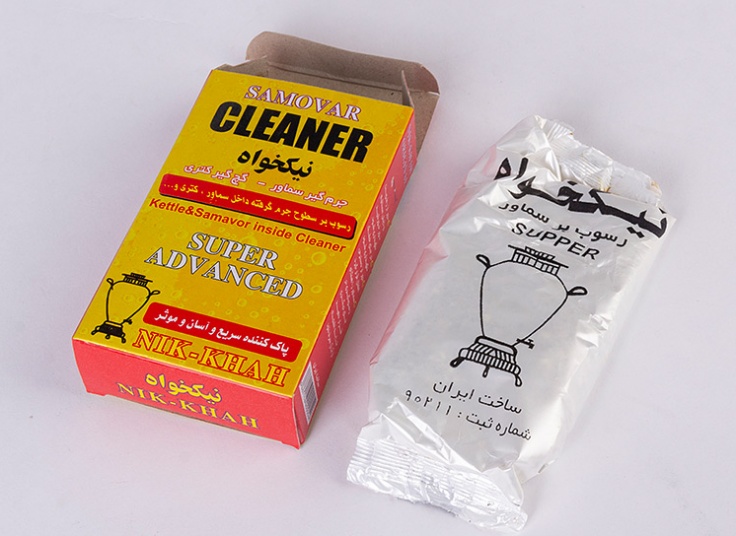 SAMOVAR
CLEANER
نیکخواه
جرم گیر سماور - گچ گیر کتری
رسوب بر سطوح جرم گرفته داخل سماور ، کتری و...
Kettle&Samavor inside Cleaner
SUPER
ADVANCED
پاک کننده سریع و آسان و موثر
NIK-KHAH
نیکخواه
NIK-KHAH
نیکخواه
رسوب بر سماور
SUPPER
ساخت ایران
شماره ثبت : ۹۰۲۱۱